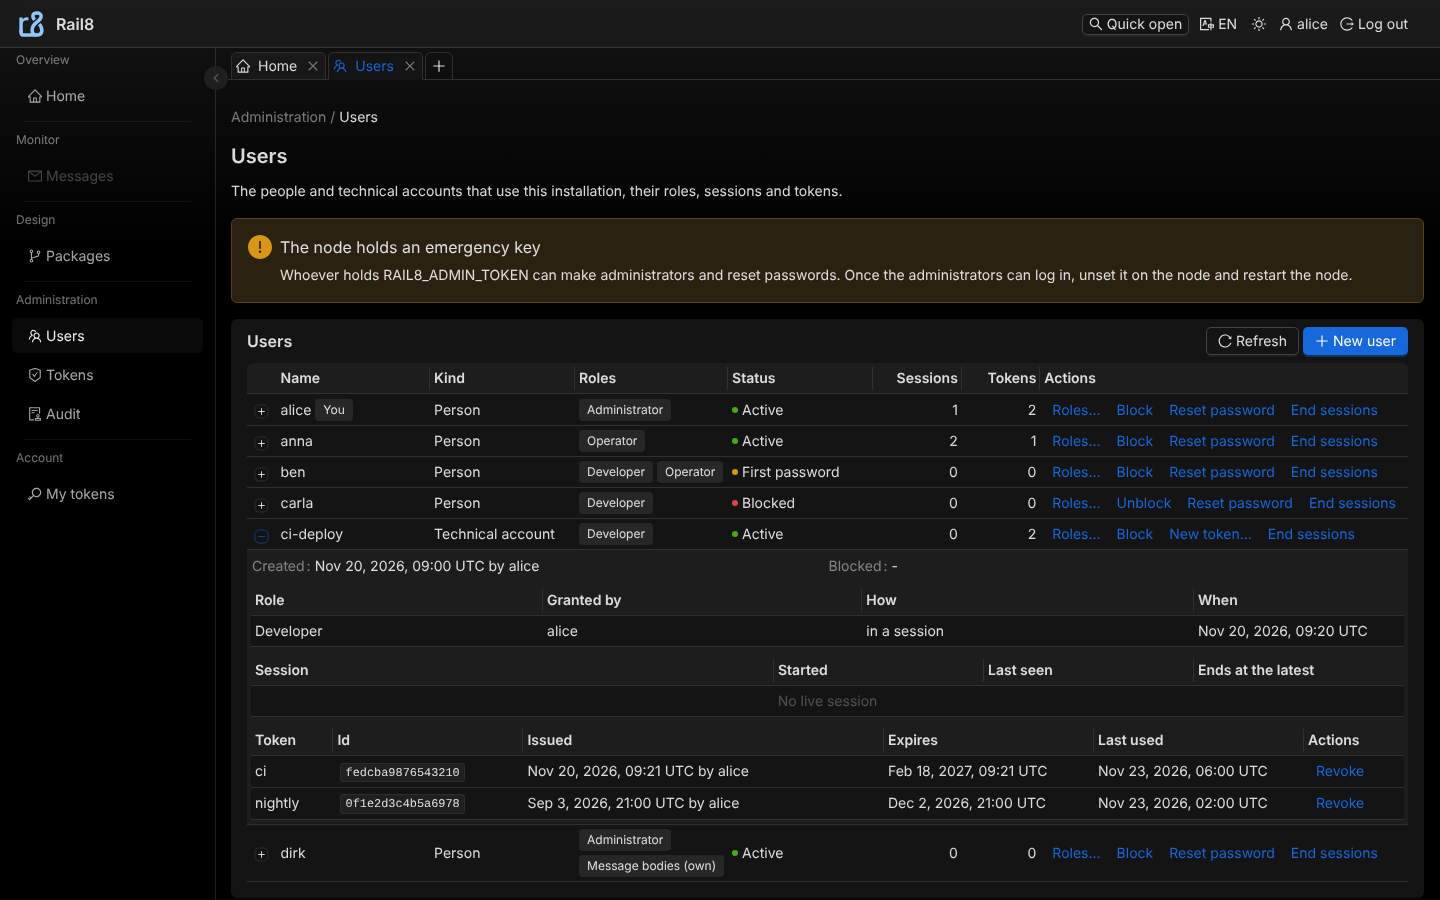 r8 Rail8
Quick open EN alice Log out
Overview
Home
Monitor
Messages
Design
Packages
Administration
Users
Tokens
Audit
Account
My tokens
Home Users
Administration / Users
Users
The people and technical accounts that use this installation, their roles, sessions and tokens.
The node holds an emergency key
Whoever holds RAIL8_ADMIN_TOKEN can make administrators and reset passwords. Once the administrators can log in, unset it on the node and restart the node.
Users Refresh New user
Name Kind Roles Status Sessions Tokens Actions
alice You Person Administrator Active 1 2 Roles... Block Reset password End sessions
anna Person Operator Active 2 1 Roles... Block Reset password End sessions
ben Person Developer Operator First password 0 0 Roles... Block Reset password End sessions
carla Person Developer Blocked 0 0 Roles... Unblock Reset password End sessions
ci-deploy Technical account Developer Active 0 2 Roles... Block New token... End sessions
Created: Nov 20, 2026, 09:00 UTC by alice Blocked: -
Role Granted by How When
Developer alice in a session Nov 20, 2026, 09:20 UTC
Session Started Last seen Ends at the latest
No live session
Token Id Issued Expires Last used Actions
ci fedcba9876543210 Nov 20, 2026, 09:21 UTC by alice Feb 18, 2027, 09:21 UTC Nov 23, 2026, 06:00 UTC Revoke
nightly 0f1e2d3c4b5a6978 Sep 3, 2026, 21:00 UTC by alice Dec 2, 2026, 21:00 UTC Nov 23, 2026, 02:00 UTC Revoke
dirk Person Administrator Message bodies (own) Active 0 0 Roles... Block Reset password End sessions